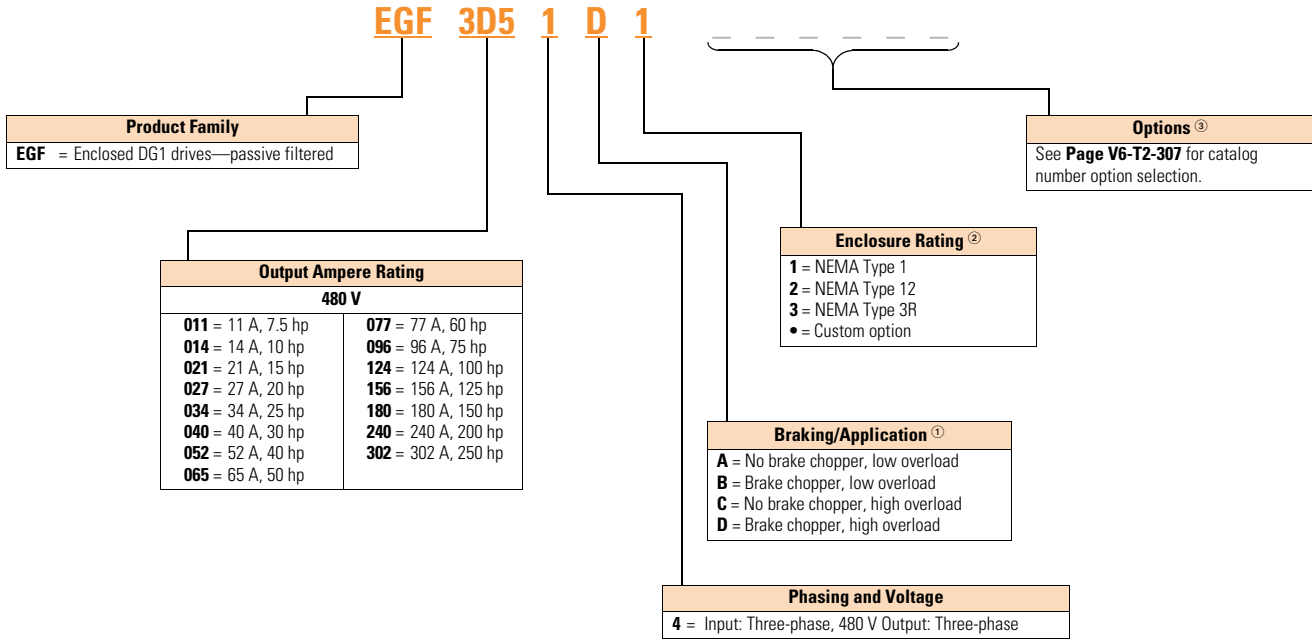 EGF 3D5 1 D 1 _ _ _ _ _ _
Product Family
EGF = Enclosed DG1 drives—passive filtered
Options ③
See Page V6-T2-307 for catalog
number option selection.
Enclosure Rating ②
1 = NEMA Type 1
2 = NEMA Type 12
3 = NEMA Type 3R
• = Custom option
Output Ampere Rating
480 V
011 = 11 A, 7.5 hp
014 = 14 A, 10 hp
021 = 21 A, 15 hp
027 = 27 A, 20 hp
034 = 34 A, 25 hp
040 = 40 A, 30 hp
052 = 52 A, 40 hp
065 = 65 A, 50 hp
077 = 77 A, 60 hp
096 = 96 A, 75 hp
124 = 124 A, 100 hp
156 = 156 A, 125 hp
180 = 180 A, 150 hp
240 = 240 A, 200 hp
302 = 302 A, 250 hp
Braking/Application ①
A = No brake chopper, low overload
B = Brake chopper, low overload
C = No brake chopper, high overload
D = Brake chopper, high overload
Phasing and Voltage
4 = Input: Three-phase, 480 V Output: Three-phase